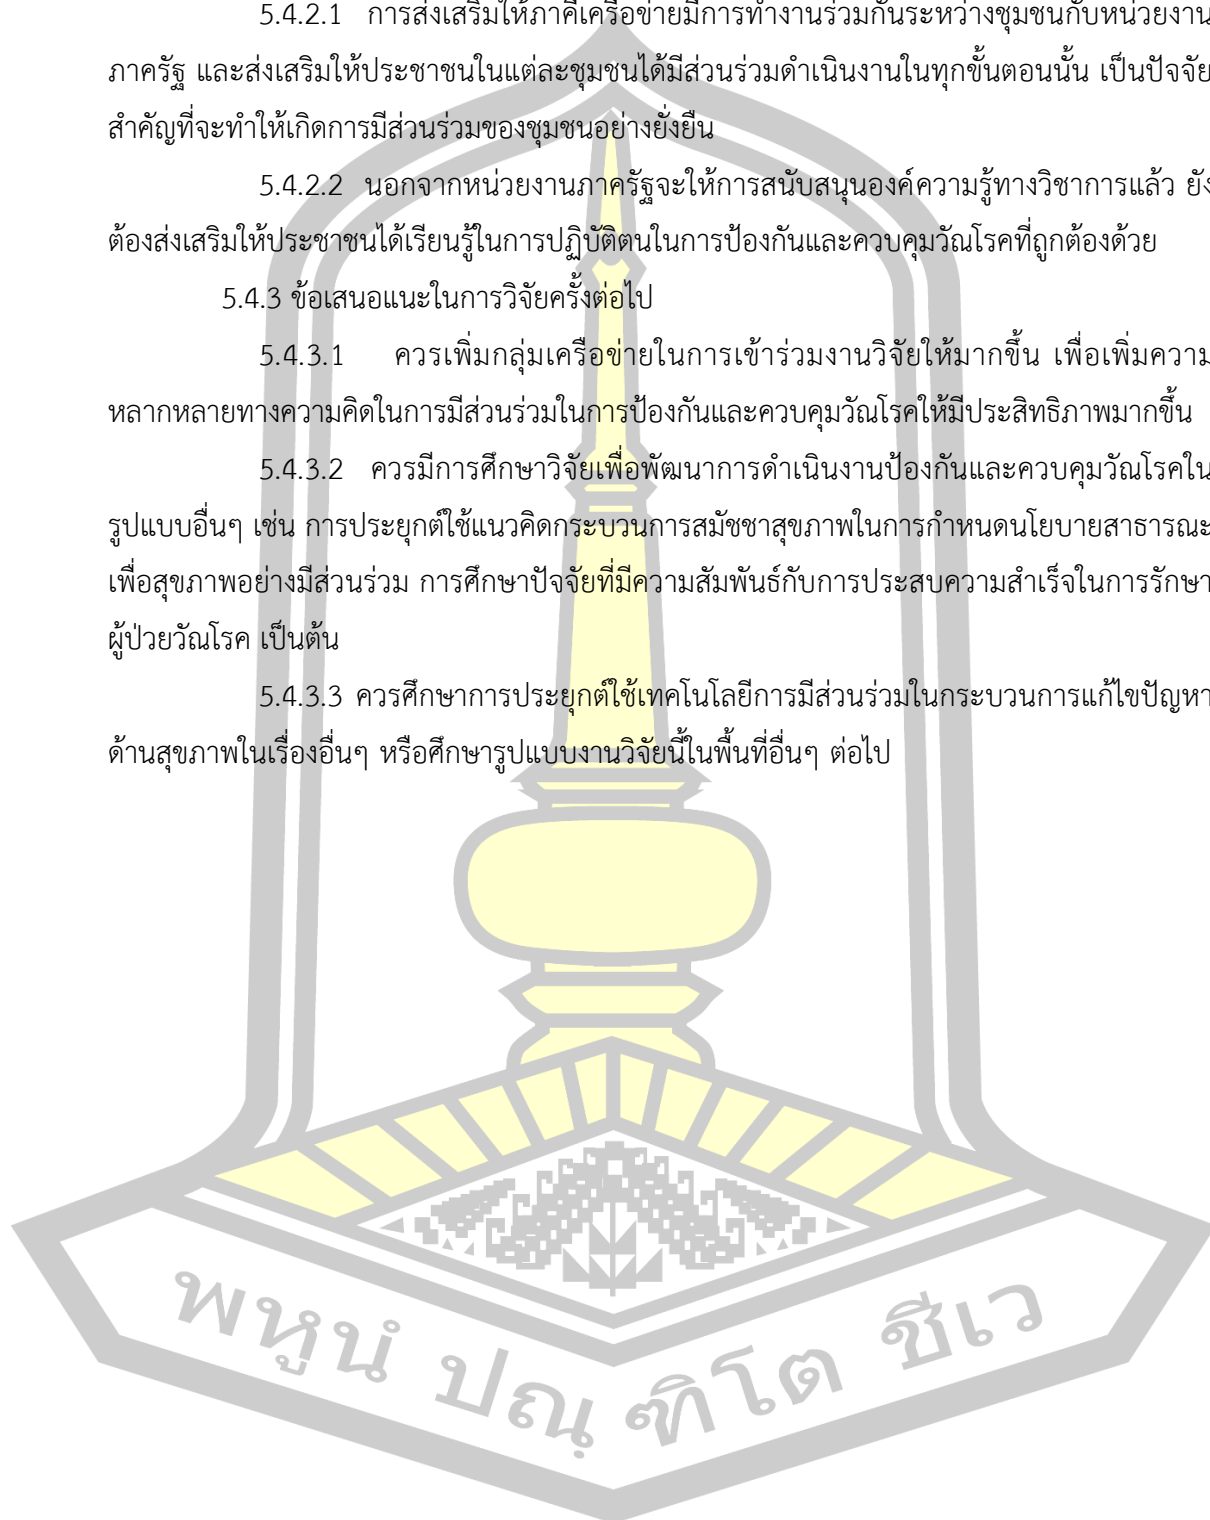 5.4.2.1 การส่งเสริมให้ภาคีเครือข่ายมีการทำงานร่วมกันระหว่างชุมชนกับหน่วยงาน
ภาครัฐ และส่งเสริมให้ประชาชนในแต่ละชุมชนได้มีส่วนร่วมดำเนินงานในทุกขั้นตอนนั้น เป็นปัจจัย
สำคัญที่จะทำให้เกิดการมีส่วนร่วมของชุมชนอย่างยั่งยืน
5.4.2.2 นอกจากหน่วยงานภาครัฐจะให้การสนับสนุนองค์ความรู้ทางวิชาการแล้ว ยัง
ต้องส่งเสริมให้ประชาชนได้เรียนรู้ในการปฏิบัติตนในการป้องกันและควบคุมวัณโรคที่ถูกต้องด้วย
5.4.3 ข้อเสนอแนะในการวิจัยครั้งต่อไป
5.4.3.1 ควรเพิ่มกลุ่มเครือข่ายในการเข้าร่วมงานวิจัยให้มากขึ้น เพื่อเพิ่มความ
หลากหลายทางความคิดในการมีส่วนร่วมในการป้องกันและควบคุมวัณโรคให้มีประสิทธิภาพมากขึ้น
5.4.3.2 ควรมีการศึกษาวิจัยเพื่อพัฒนาการดำเนินงานป้องกันและควบคุมวัณโรคใน
รูปแบบอื่นๆ เช่น การประยุกต์ใช้แนวคิดกระบวนการสมัชชาสุขภาพในการกำหนดนโยบายสาธารณะ
เพื่อสุขภาพอย่างมีส่วนร่วม การศึกษาปัจจัยที่มีความสัมพันธ์กับการประสบความสำเร็จในการรักษา
ผู้ป่วยวัณโรค เป็นต้น
5.4.3.3 ควรศึกษาการประยุกต์ใช้เทคโนโลยีการมีส่วนร่วมในกระบวนการแก้ไขปัญหา
ด้านสุขภาพในเรื่องอื่นๆ หรือศึกษารูปแบบงานวิจัยนี้ในพื้นที่อื่นๆ ต่อไป
พหูนํ ปณฺ ฑิโต ชีเว